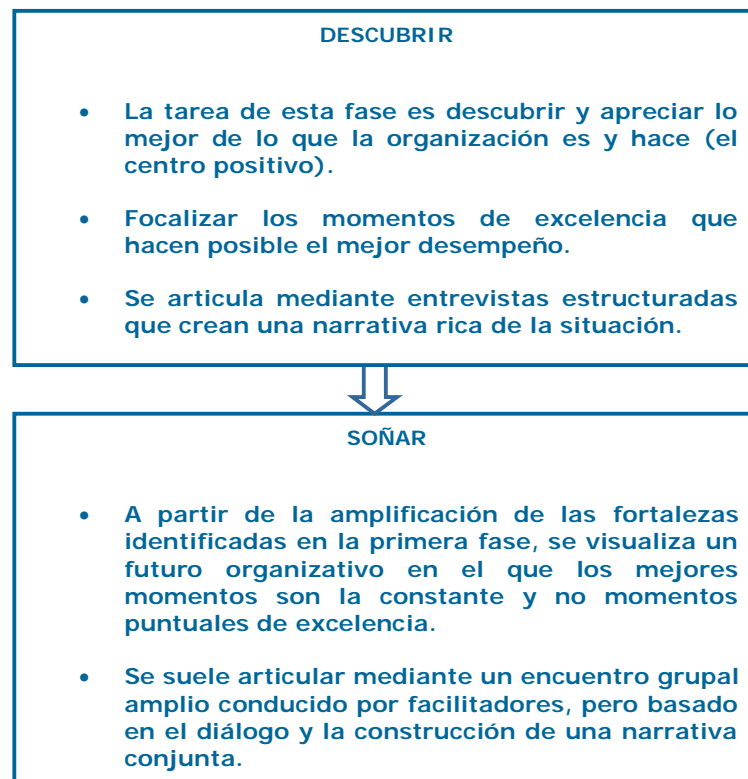 DESCUBRIR
• La tarea de esta fase es descubrir y apreciar lo
mejor de lo que la organización es y hace (el
centro positivo).
• Focalizar los momentos de excelencia que
hacen posible el mejor desempeño.
• Se articula mediante entrevistas estructuradas
que crean una narrativa rica de la situación.
SOÑAR
• A partir de la amplificación de las fortalezas
identificadas en la primera fase, se visualiza un
futuro organizativo en el que los mejores
momentos son la constante y no momentos
puntuales de excelencia.
• Se suele articular mediante un encuentro grupal
amplio conducido por facilitadores, pero basado
en el diálogo y la construcción de una narrativa
conjunta.